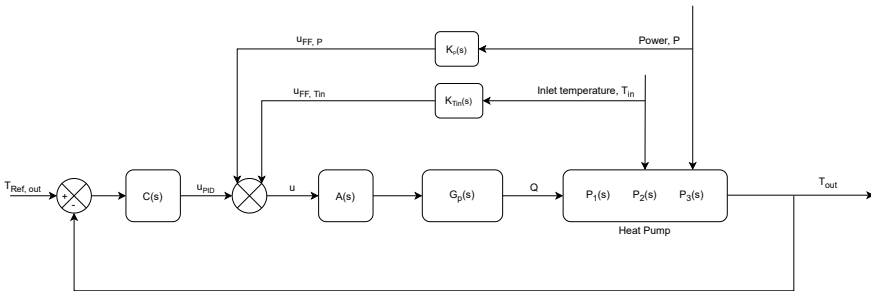 u_FF, P
K_P(s)
Power, P
u_FF, Tin
K_Tin(s)
Inlet temperature, T_in
T_Ref, out
+
-
C(s)
u_PID
u
A(s)
G_p(s)
Q
P_1(s) P_2(s) P_3(s)
T_out
Heat Pump